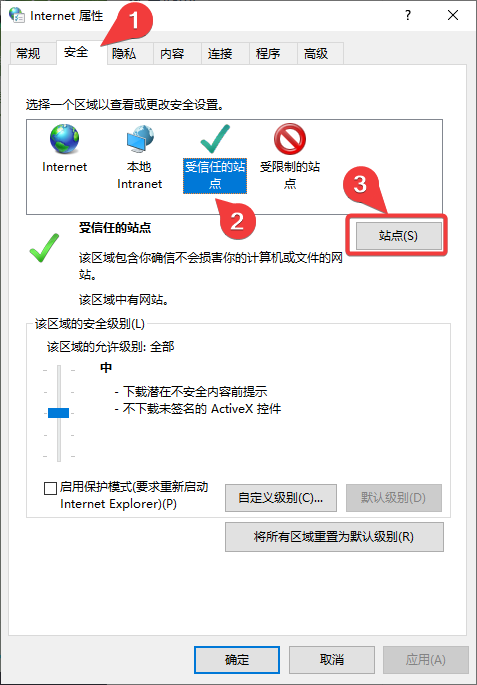 Internet 属性
1
常规 安全 隐私 内容 连接 程序 高级
选择一个区域以查看或更改安全设置。
Internet
本地
Intranet
受信任的站
点
受限制的站
点
2
3
受信任的站点
站点(S)
该区域包含你确信不会损害你的计算机或文件的网
站。
该区域中有网站。
该区域的安全级别(L)
该区域的允许级别: 全部
中
- 下载潜在不安全内容前提示
- 不下载未签名的 ActiveX 控件
启用保护模式(要求重新启动
Internet Explorer)(P)
自定义级别(C)...
默认级别(D)
将所有区域重置为默认级别(R)
确定 取消 应用(A)